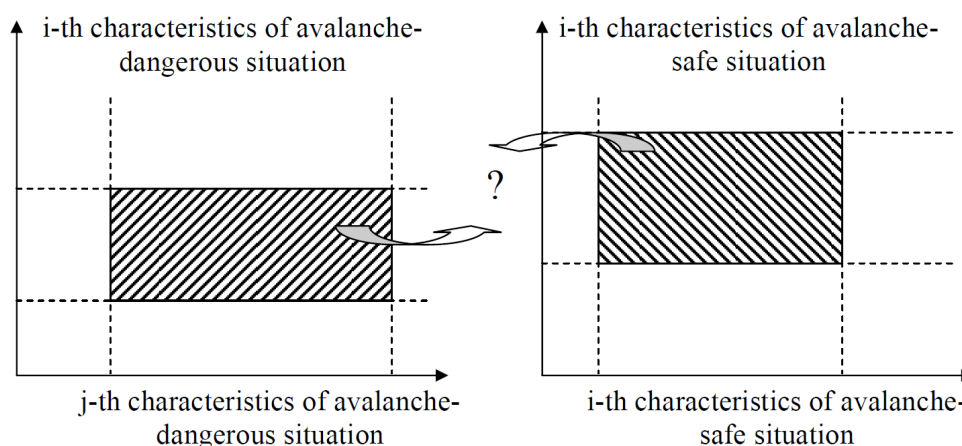 i-th characteristics of avalanche-
dangerous situation
i-th characteristics of avalanche-
safe situation
?
j-th characteristics of avalanche-
dangerous situation
i-th characteristics of avalanche-
safe situation